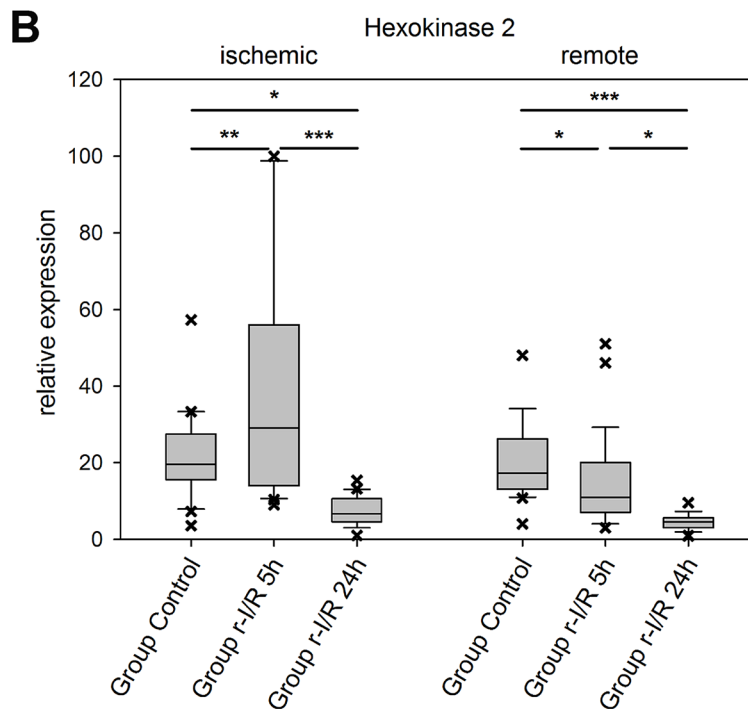 B
Hexokinase 2
ischemic
remote
relative expression
120
100
80
60
40
20
0
*
**
***
***
*
*
Group Control
Group r-I/R 5h
Group r-I/R 24h
Group Control
Group r-I/R 5h
Group r-I/R 24h